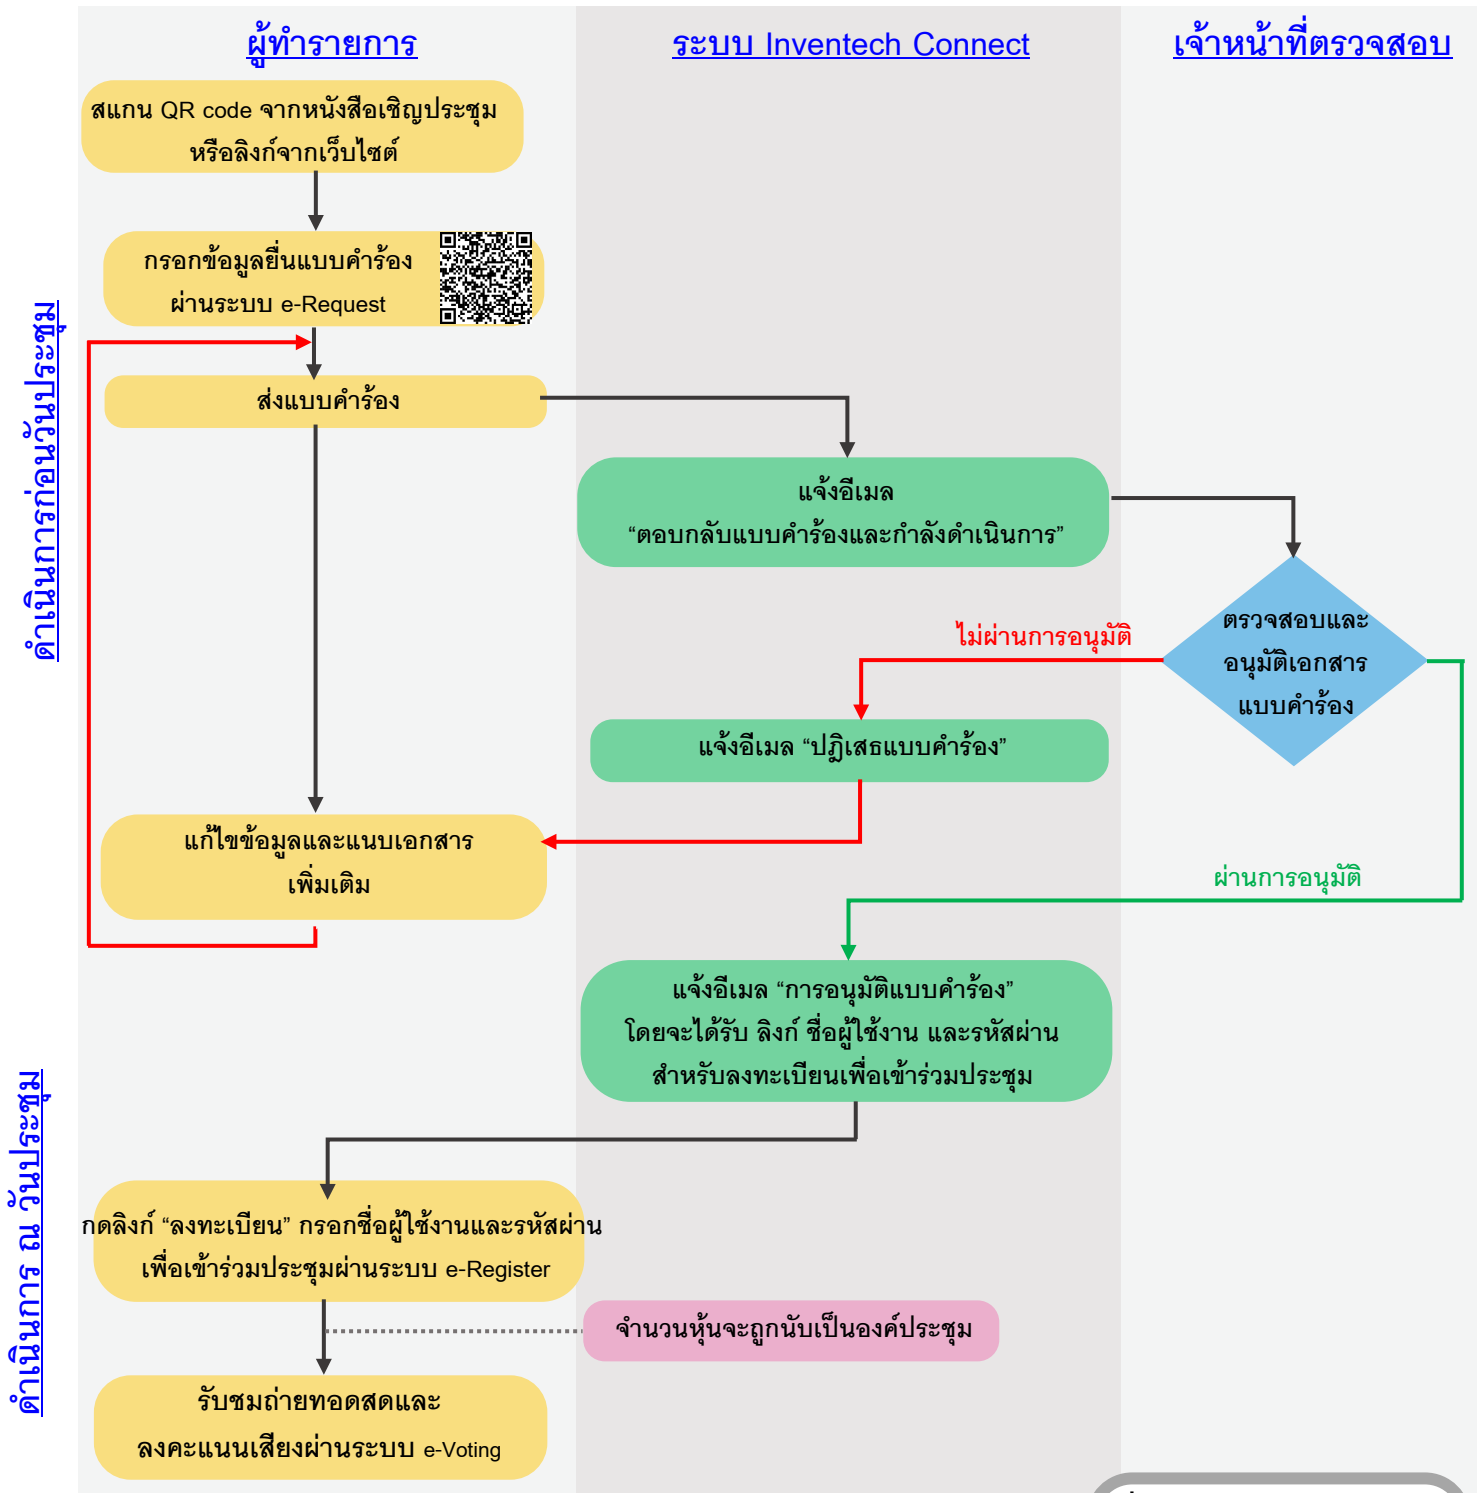 ผู้ทำรายการ
ระบบ Inventech Connect
เจ้าหน้าที่ตรวจสอบ
ดำเนินการก่อนวันประชุม
สแกน QR code จากหนังสือเชิญประชุม
หรือลิงก์จากเว็บไซต์
กรอกข้อมูลยื่นแบบคำร้อง
ผ่านระบบ e-Request
ส่งแบบคำร้อง
แจ้งอีเมล
“ตอบกลับแบบคำร้องและกำลังดำเนินการ”
ตรวจสอบและ
อนุมัติเอกสาร
แบบคำร้อง
ไม่ผ่านการอนุมัติ
แจ้งอีเมล “ปฏิเสธแบบคำร้อง”
แก้ไขข้อมูลและแนบเอกสาร
เพิ่มเติม
ผ่านการอนุมัติ
แจ้งอีเมล “การอนุมัติแบบคำร้อง”
โดยจะได้รับ ลิงก์ ชื่อผู้ใช้งาน และรหัสผ่าน
สำหรับลงทะเบียนเพื่อเข้าร่วมประชุม
ดำเนินการ ณ วันประชุม
กดลิงก์ “ลงทะเบียน” กรอกชื่อผู้ใช้งานและรหัสผ่าน
เพื่อเข้าร่วมประชุมผ่านระบบ e-Register
จำนวนหุ้นจะถูกนับเป็นองค์ประชุม
รับชมถ่ายทอดสดและ
ลงคะแนนเสียงผ่านระบบ e-Voting